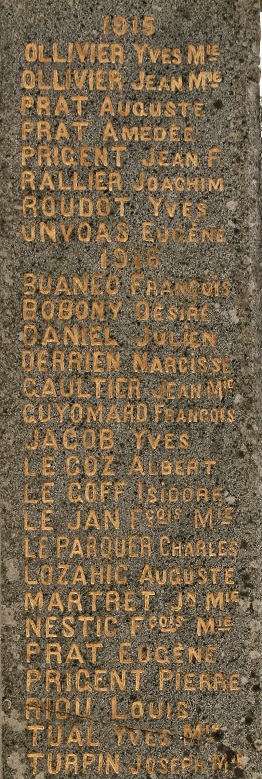 1915
OLLIVIER YVES MIE
OLLIVIER JEAN MIE
PRAT AUGUSTE
PRAT AMEDEE
PRIGENT JEAN F
RALLIER JOACHIM
ROUDOT YVES
UNVOAS EUGENE
1916
BUANEC FRANÇOIS
BOBONY DESIRE
DANIEL JULIEN
DERRIEN NARCISSE
GAULTIER JEAN MIE
GUYOMARD FRANÇOIS
JACOB YVES
LE COZ ALBERT
LE GOFF ISIDORE
LE JAN FÇOIS MIE
LE PARQUER CHARLES
LOZAHIC AUGUSTE
MARTRET JN MIE
NESTIC FÇOIS MIE
PRAT EUGENE
PRIGENT PIERRE
RIOU LOUIS
TUAL YVES MIE
TURPIN JOSEPH MIE